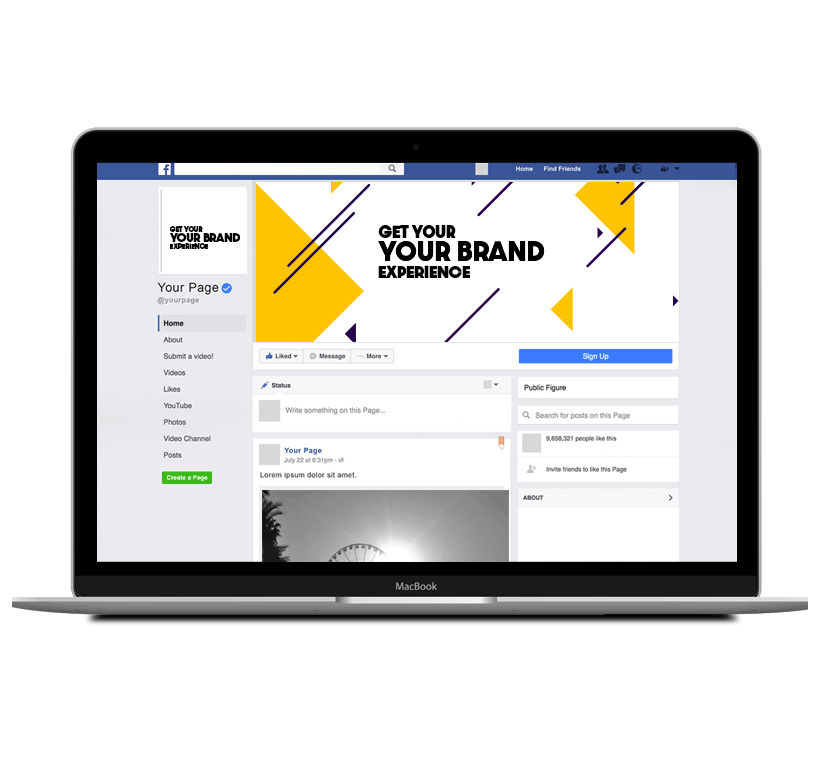 f
Home Find Friends
GET YOUR
YOUR BRAND
EXPERIENCE
Your Page
@yourpage
Home
About
Submit a video!
Videos
Likes
YouTube
Photos
Video Channel
Posts
Create a Page
GET YOUR
YOUR BRAND
EXPERIENCE
Liked Message ··· More
Sign Up
Status
Write something on this Page...
Your Page
July 22 at 6:31pm ·
Lorem ipsum dolor sit amet.
Public Figure
Search for posts on this Page
9,658,321 people like this
Invite friends to like this Page
ABOUT
MacBook